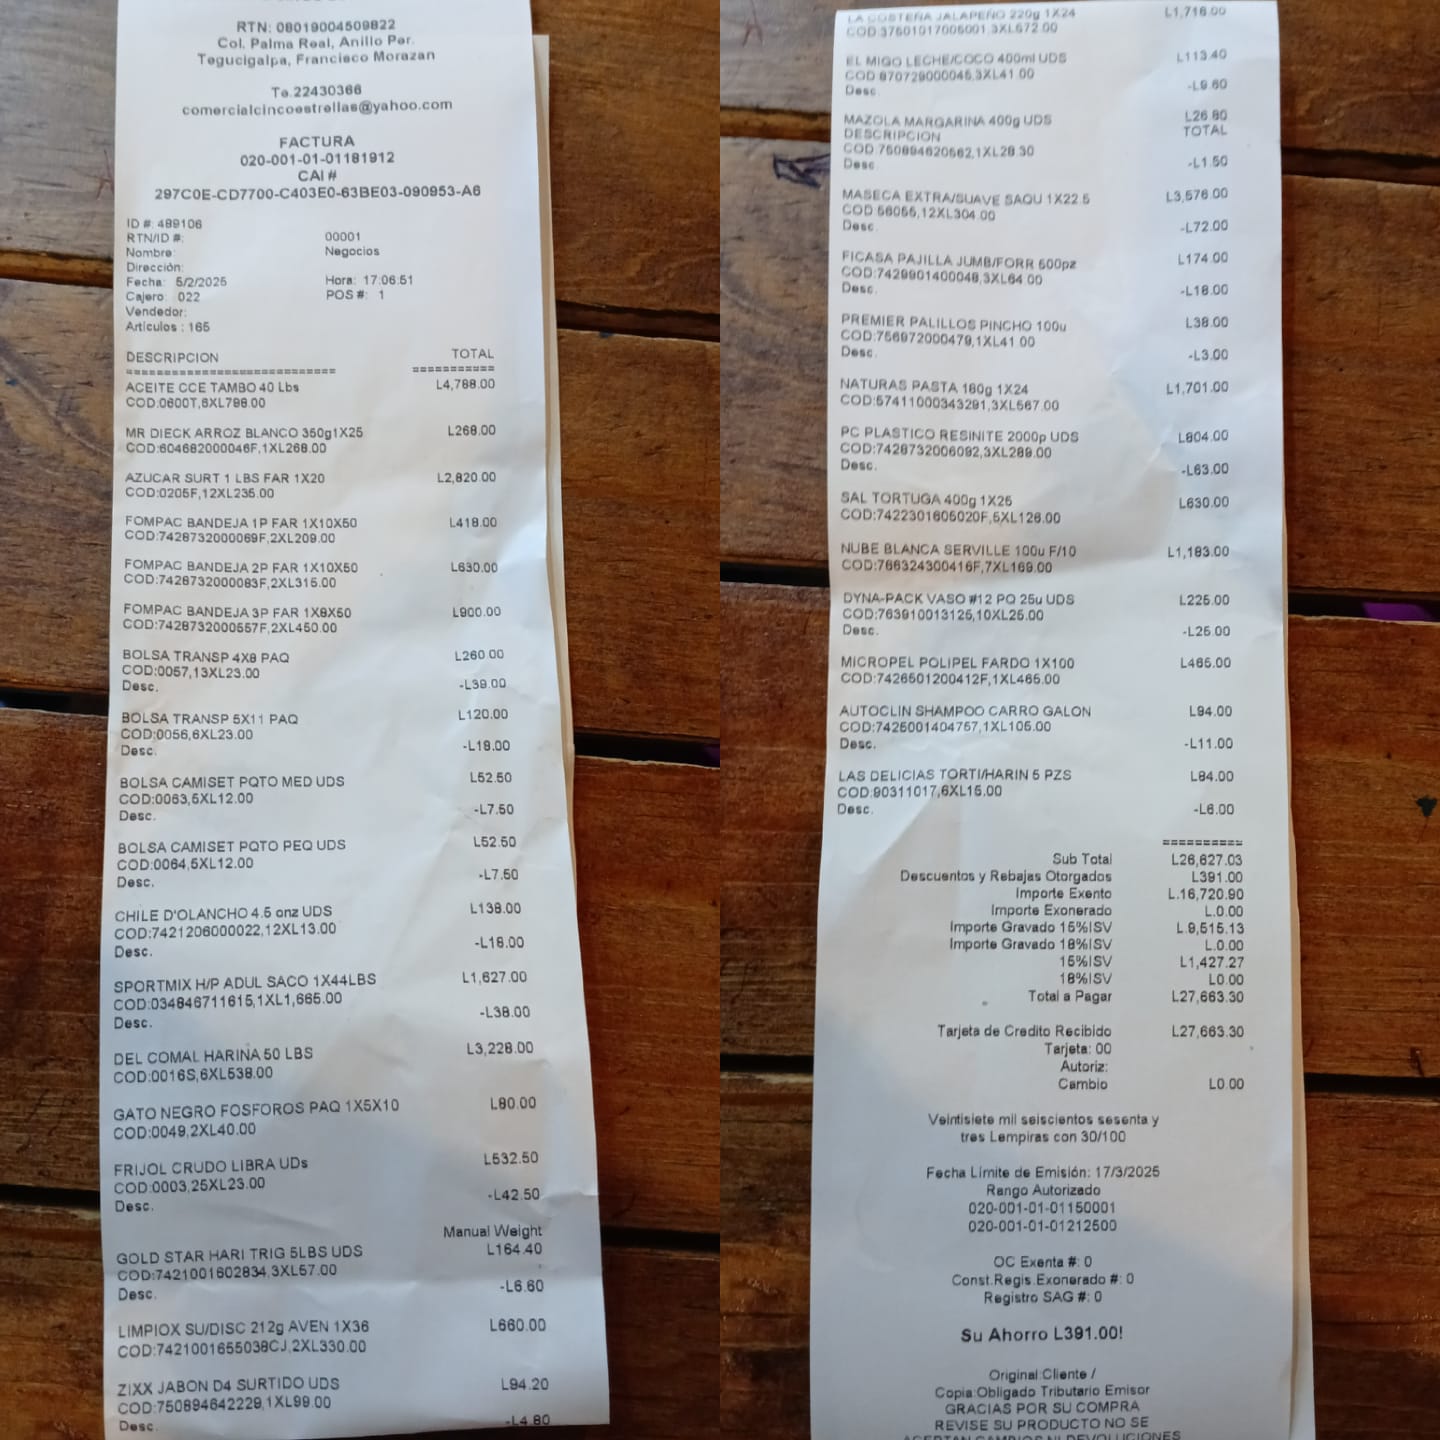 RTN: 08019004509822
Col. Palma Real, Anillo Per.
Tegucigalpa, Francisco Morazan
Te.22430366
comercialcincoestrellas@yahoo.com
FACTURA
020-001-01-01181912
CAI #
297C0E-CD7700-C403E0-63BE03-090953-A6
ID #: 489106
RTN/ID #: 00001
Nombre: Negocios
Dirección:
Fecha: 5/2/2025 Hora: 17:06:51
Cajero: 022 POS #: 1
Vendedor:
Artículos : 165
DESCRIPCION TOTAL
=========================== ===========
ACEITE CCE TAMBO 40 Lbs L4,788.00
COD:0600T,6XL798.00
MR DIECK ARROZ BLANCO 350g1X25 L268.00
COD:604682000046F,1XL268.00
AZUCAR SURT 1 LBS FAR 1X20 L2,820.00
COD:0205F,12XL235.00
FOMPAC BANDEJA 1P FAR 1X10X50 L418.00
COD:7428732000069F,2XL209.00
FOMPAC BANDEJA 2P FAR 1X10X50 L630.00
COD:7428732000083F,2XL315.00
FOMPAC BANDEJA 3P FAR 1X8X50 L900.00
COD:7428732000557F,2XL450.00
BOLSA TRANSP 4X8 PAQ L260.00
COD:0057,13XL23.00
Desc. -L39.00
BOLSA TRANSP 5X11 PAQ L120.00
COD:0056,6XL23.00
Desc. -L18.00
BOLSA CAMISET PQTO MED UDS L52.50
COD:0063,5XL12.00
Desc. -L7.50
BOLSA CAMISET PQTO PEQ UDS L52.50
COD:0064,5XL12.00
Desc. -L7.50
CHILE D'OLANCHO 4.5 onz UDS L138.00
COD:7421206000022,12XL13.00
Desc. -L18.00
SPORTMIX H/P ADUL SACO 1X44LBS L1,627.00
COD:034846711615,1XL1,665.00
Desc. -L38.00
DEL COMAL HARINA 50 LBS L3,228.00
COD:0016S,6XL538.00
GATO NEGRO FOSFOROS PAQ 1X5X10 L80.00
COD:0049,2XL40.00
FRIJOL CRUDO LIBRA UDs L532.50
COD:0003,25XL23.00
Desc. -L42.50
Manual Weight
GOLD STAR HARI TRIG 5LBS UDS L164.40
COD:7421001602834,3XL57.00
Desc. -L6.60
LIMPIOX SU/DISC 212g AVEN 1X36 L660.00
COD:7421001655038CJ,2XL330.00
ZIXX JABON D4 SURTIDO UDS L94.20
COD:750894642229,1XL99.00
Desc. -L4.80
LA COSTEÑA JALAPEÑO 220g 1X24 L1,716.00
COD:37501017005001,3XL572.00
EL MIGO LECHE/COCO 400ml UDS L113.40
COD:870729000045,3XL41.00
Desc. -L9.60
MAZOLA MARGARINA 400g UDS L26.80
DESCRIPCION TOTAL
COD:750894620562,1XL28.30
Desc. -L1.50
MASECA EXTRA/SUAVE SAQU 1X22.5 L3,576.00
COD:56055,12XL304.00
Desc. -L72.00
FICASA PAJILLA JUMB/FORR 500pz L174.00
COD:7429901400048,3XL64.00
Desc. -L18.00
PREMIER PALILLOS PINCHO 100u L38.00
COD:756972000479,1XL41.00
Desc. -L3.00
NATURAS PASTA 180g 1X24 L1,701.00
COD:57411000343291,3XL567.00
PC PLASTICO RESINITE 2000p UDS L804.00
COD:7428732006092,3XL289.00
Desc. -L63.00
SAL TORTUGA 400g 1X25 L630.00
COD:7422301605020F,5XL126.00
NUBE BLANCA SERVILLE 100u F/10 L1,183.00
COD:766324300416F,7XL169.00
DYNA-PACK VASO #12 PQ 25u UDS L225.00
COD:763910013125,10XL25.00
Desc. -L25.00
MICROPEL POLIPEL FARDO 1X100 L465.00
COD:7426501200412F,1XL465.00
AUTOCLIN SHAMPOO CARRO GALON L94.00
COD:7425001404757,1XL105.00
Desc. -L11.00
LAS DELICIAS TORTI/HARIN 5 PZS L84.00
COD:90311017,6XL15.00
Desc. -L6.00
==========
Sub Total L26,627.03
Descuentos y Rebajas Otorgados L391.00
Importe Exento L.16,720.90
Importe Exonerado L.0.00
Importe Gravado 15%ISV L.9,515.13
Importe Gravado 18%ISV L.0.00
15%ISV L1,427.27
18%ISV L0.00
Total a Pagar L27,663.30
Tarjeta de Credito Recibido L27,663.30
Tarjeta: 00
Autoriz:
Cambio L0.00
Veintisiete mil seiscientos sesenta y
tres Lempiras con 30/100
Fecha Límite de Emisión: 17/3/2025
Rango Autorizado
020-001-01-01150001
020-001-01-01212500
OC Exenta #: 0
Const.Regis.Exonerado #: 0
Registro SAG #: 0
Su Ahorro L391.00!
Original:Cliente /
Copia:Obligado Tributario Emisor
GRACIAS POR SU COMPRA
REVISE SU PRODUCTO NO SE
ACEPTAN CAMBIOS NI DEVOLUCIONES